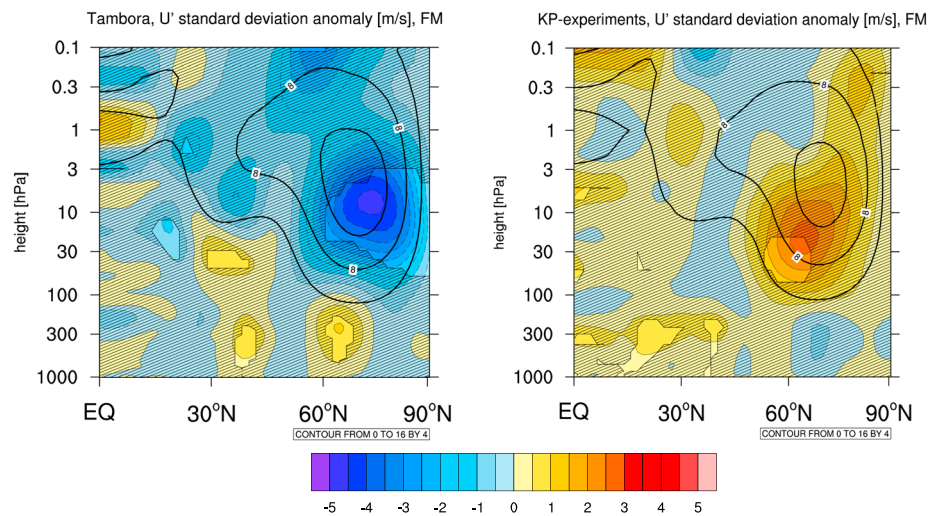 Tambora, U' standard deviation anomaly [m/s], FM
KP-experiments, U' standard deviation anomaly [m/s], FM
height [hPa]
0.1
0.3
1
3
10
30
100
300
1000
8
8
8
8
EQ
30°N
60°N
90°N
CONTOUR FROM 0 TO 16 BY 4
height [hPa]
0.1
0.3
1
3
10
30
100
300
1000
8
8
8
8
EQ
30°N
60°N
90°N
CONTOUR FROM 0 TO 16 BY 4
-5 -4 -3 -2 -1 0 1 2 3 4 5